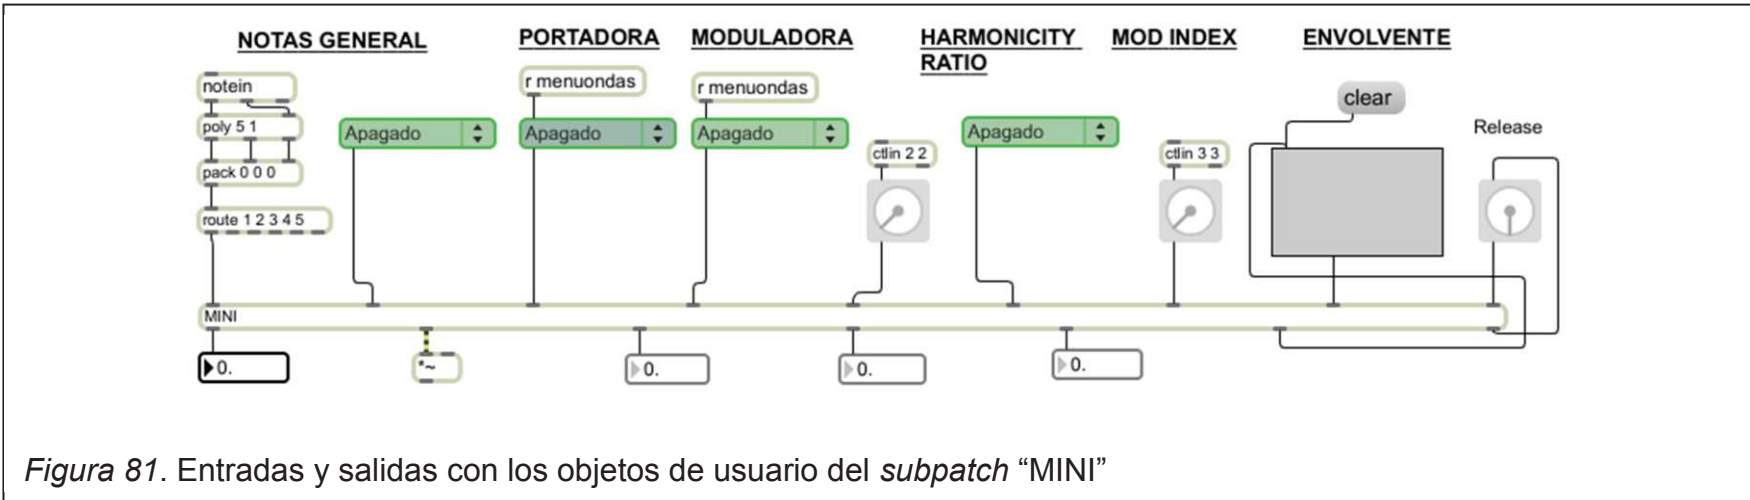 NOTAS GENERAL
PORTADORA
MODULADORA
HARMONICITY
RATIO
MOD INDEX
ENVOLVENTE
notein
poly 5 1
pack 0 0 0
route 1 2 3 4 5
Apagado
r menuondas
Apagado
r menuondas
Apagado
ctlin 2 2
Apagado
ctlin 3 3
clear
Release
MINI
0.
*~
0.
0.
0.
Figura 81. Entradas y salidas con los objetos de usuario del subpatch “MINI”